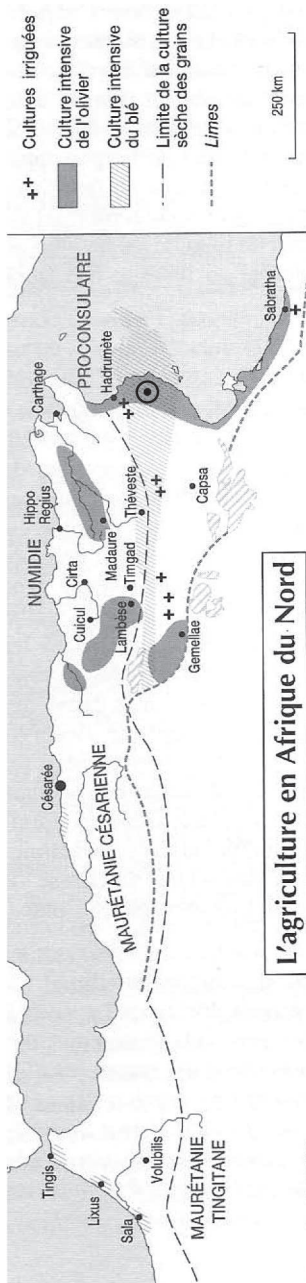 L'agriculture en Afrique du Nord
Cultures irriguées
Culture intensive
de l'olivier
Culture intensive
du blé
Limite de la culture
sèche des grains
Limes
250 km
Tingis
Lixus
Sala
Volubilis
MAURÉTANIE
TINGITANE
Césarée
MAURÉTANIE CÉSARIENNE
NUMIDIE
Hippo
Regius
Cirta
Cuicul
Madaure
Lambèse
Timgad
Théveste
Gemellae
Capsa
Carthage
PROCONSULAIRE
Hadrumète
Sabratha